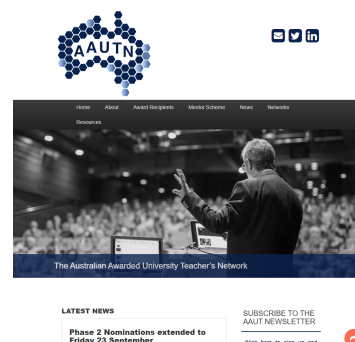 AAUTN
Home About Award Recipients Mentor Scheme News Networks
Resources
The Australian Awarded University Teacher's Network
LATEST NEWS
SUBSCRIBE TO THE
AAUT NEWSLETTER
Phase 2 Nominations extended to
Friday 23 September